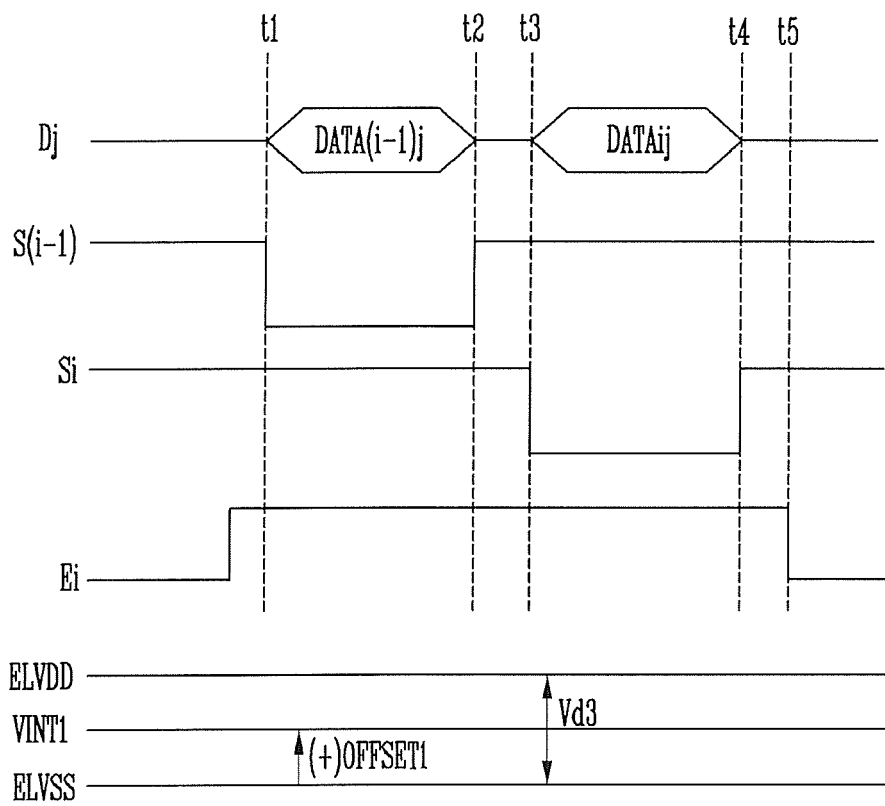 t1 t2 t3 t4 t5
Dj DATA(i-1)j DATAij
S(i-1)
Si
Ei
ELVDD
Vd3
VINT1
(+)OFFSET1
ELVSS